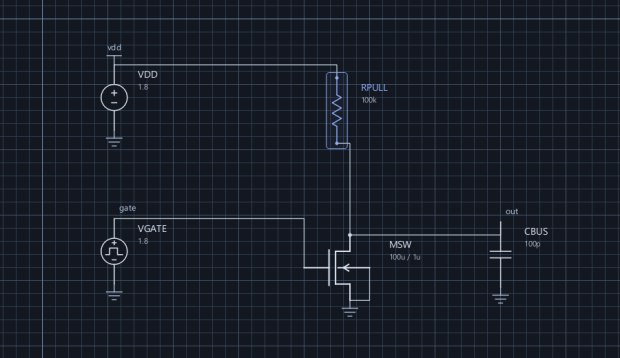 vdd
VDD
1.8
RPULL
100k
gate
VGATE
1.8
MSW
100u / 1u
out
CBUS
100p